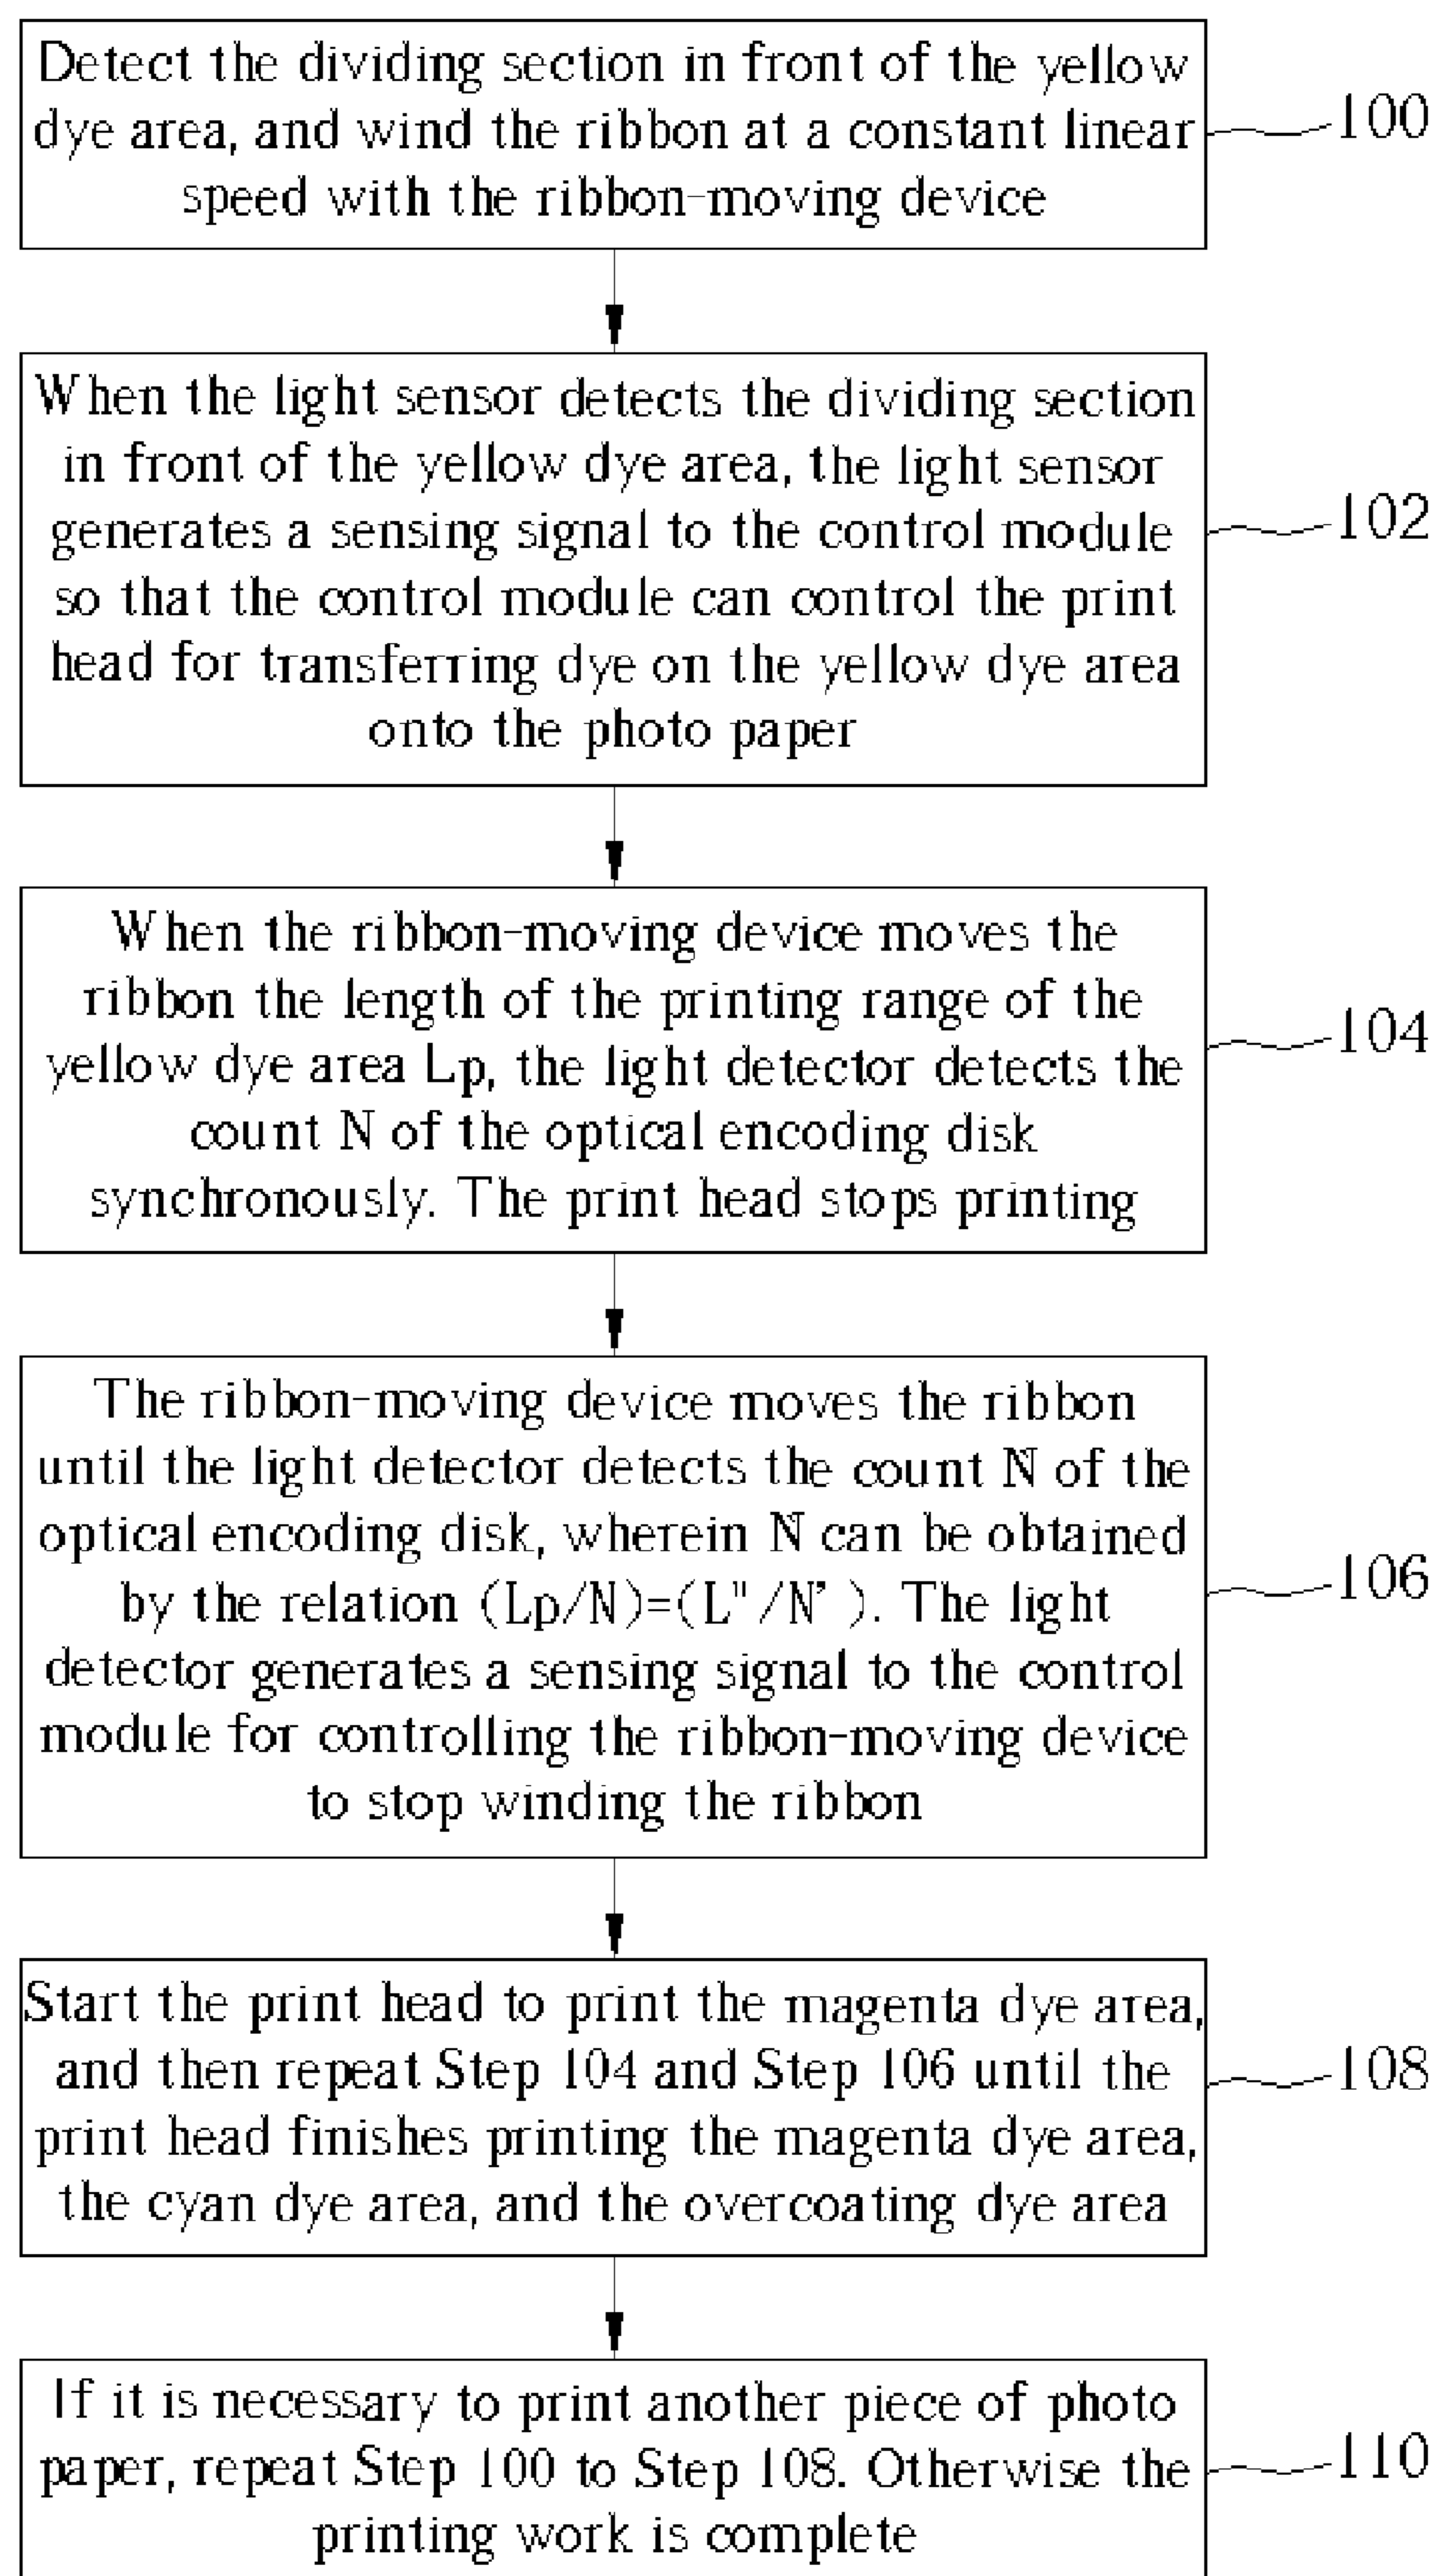 Detect the dividing section in front of the yellow
dye area, and wind the ribbon at a constant linear
speed with the ribbon-moving device
100
When the light sensor detects the dividing section
in front of the yellow dye area, the light sensor
generates a sensing signal to the control module
so that the control module can control the print
head for transferring dye on the yellow dye area
onto the photo paper
102
When the ribbon-moving device moves the
ribbon the length of the printing range of the
yellow dye area Lp, the light detector detects the
count N of the optical encoding disk
synchronously. The print head stops printing
104
The ribbon-moving device moves the ribbon
until the light detector detects the count N of the
optical encoding disk, wherein N can be obtained
by the relation (Lp/N)=(L"/N' ). The light
detector generates a sensing signal to the control
module for controlling the ribbon-moving device
to stop winding the ribbon
106
Start the print head to print the magenta dye area,
and then repeat Step 104 and Step 106 until the
print head finishes printing the magenta dye area,
the cyan dye area, and the overcoating dye area
108
If it is necessary to print another piece of photo
paper, repeat Step 100 to Step 108. Otherwise the
printing work is complete
110